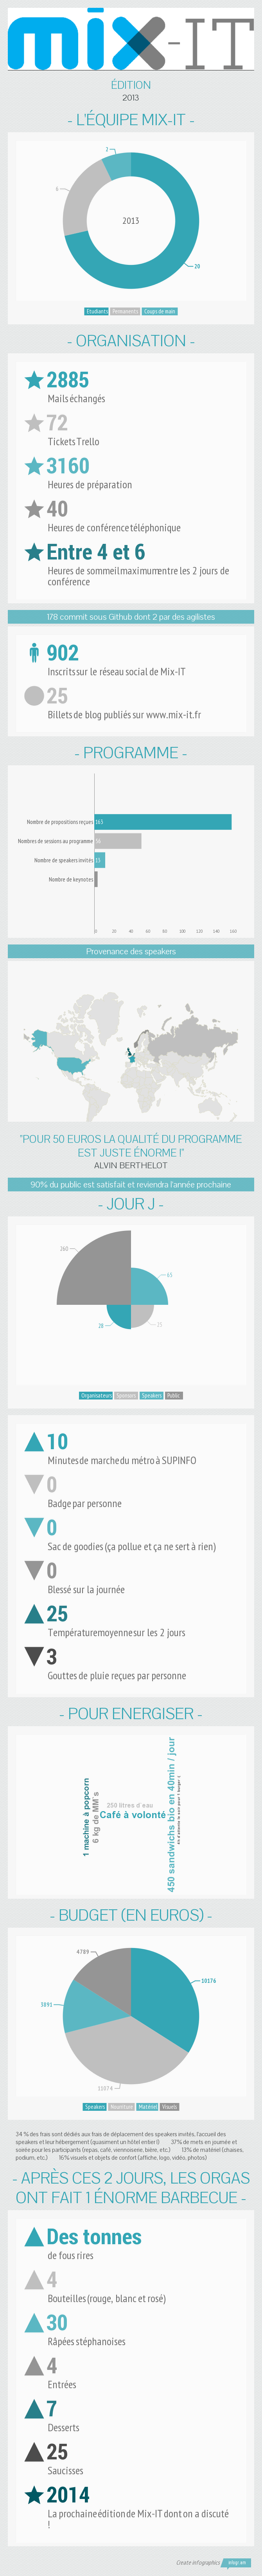 mix-IT
ÉDITION
2013
- L'ÉQUIPE MIX-IT -
2
6
2013
20
Etudiants Permanents Coups de main
- ORGANISATION -
2885
Mails échangés
72
Tickets Trello
3160
Heures de préparation
40
Heures de conférence téléphonique
Entre 4 et 6
Heures de sommeil maximum entre les 2 jours de
conférence
178 commit sous Github dont 2 par des agilistes
902
Inscrits sur le réseau social de Mix-IT
25
Billets de blog publiés sur www.mix-it.fr
- PROGRAMME -
Nombre de propositions reçues 165
Nombres de sessions au programme
Nombre de speakers invités 13
Nombre de keynotes
0 20 40 60 80 100 120 140 160
Provenance des speakers
"POUR 50 EUROS LA QUALITÉ DU PROGRAMME
EST JUSTE ÉNORME !"
ALVIN BERTHELOT
90% du public est satisfait et reviendra l'année prochaine
- JOUR J -
260
63
28
25
Organisateurs Sponsors Speakers Public
10
Minutes de marche du métro à SUPINFO
0
Badge par personne
0
Sac de goodies (ça pollue et ça ne sert à rien)
0
Blessé sur la journée
25
Température moyenne sur les 2 jours
3
Gouttes de pluie reçues par personne
- POUR ENERGISER -
1 machine à popcorn
6 kg de MM's
250 litres d'eau
Café à volonté
450 sandwichs bio en 40min / jour
- BUDGET (EN EUROS) -
4789
10176
3891
11074
Speakers Nourriture Matériel Visuels
34 % des frais sont dédiés aux frais de déplacement des speakers invités, l'accueil des
speakers et leur hébergement (quasiment un hôtel entier !) 37% de mets en journée et
soirée pour les participants (repas, café, viennoiserie, bière, etc.) 13% de matériel (chaises,
podium, etc.) 16% visuels et objets de confort (affiche, logo, vidéo, photos)
- APRÈS CES 2 JOURS, LES ORGAS
ONT FAIT 1 ÉNORME BARBECUE -
Des tonnes
de fous rires
4
Bouteilles (rouge, blanc et rosé)
30
Râpées stéphanoises
4
Entrées
7
Desserts
25
Saucisses
2014
La prochaine édition de Mix-IT dont on a discuté
!
Create infographics infogr.am